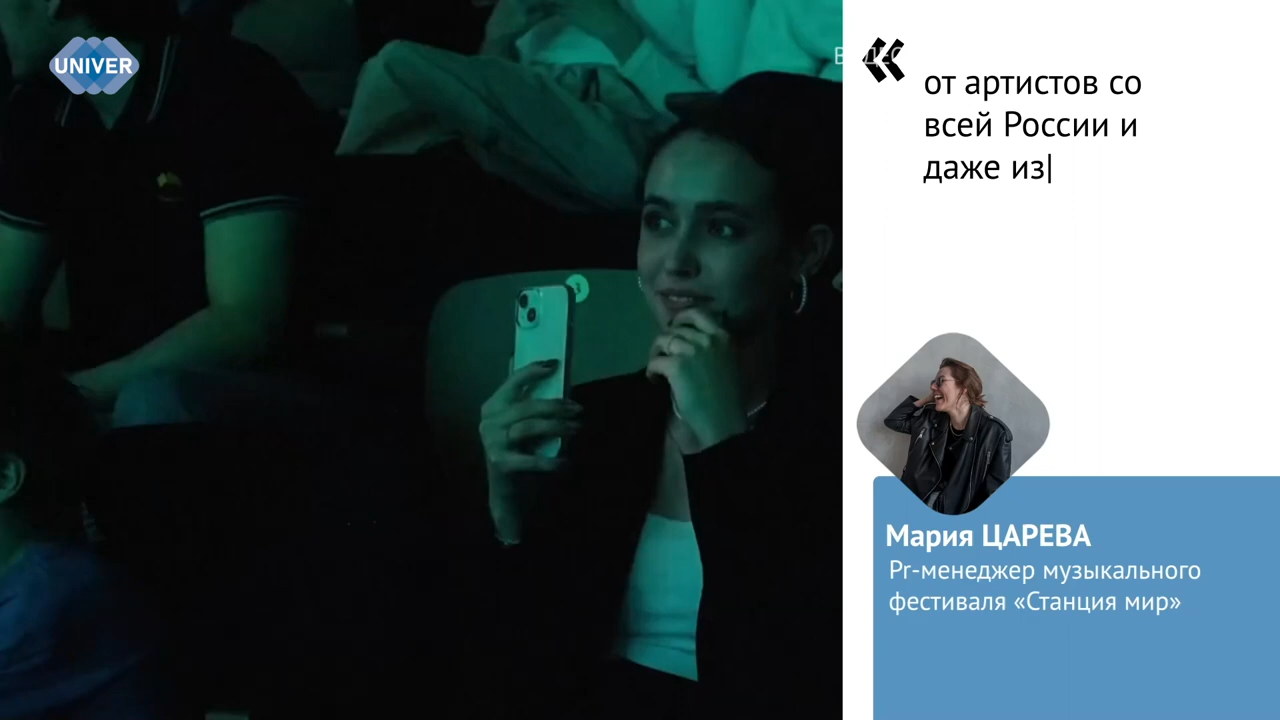 UNIVER
от артистов со
всей России и
даже из
Мария ЦАРЕВА
Pr-менеджер музыкального
фестиваля «Станция мир»